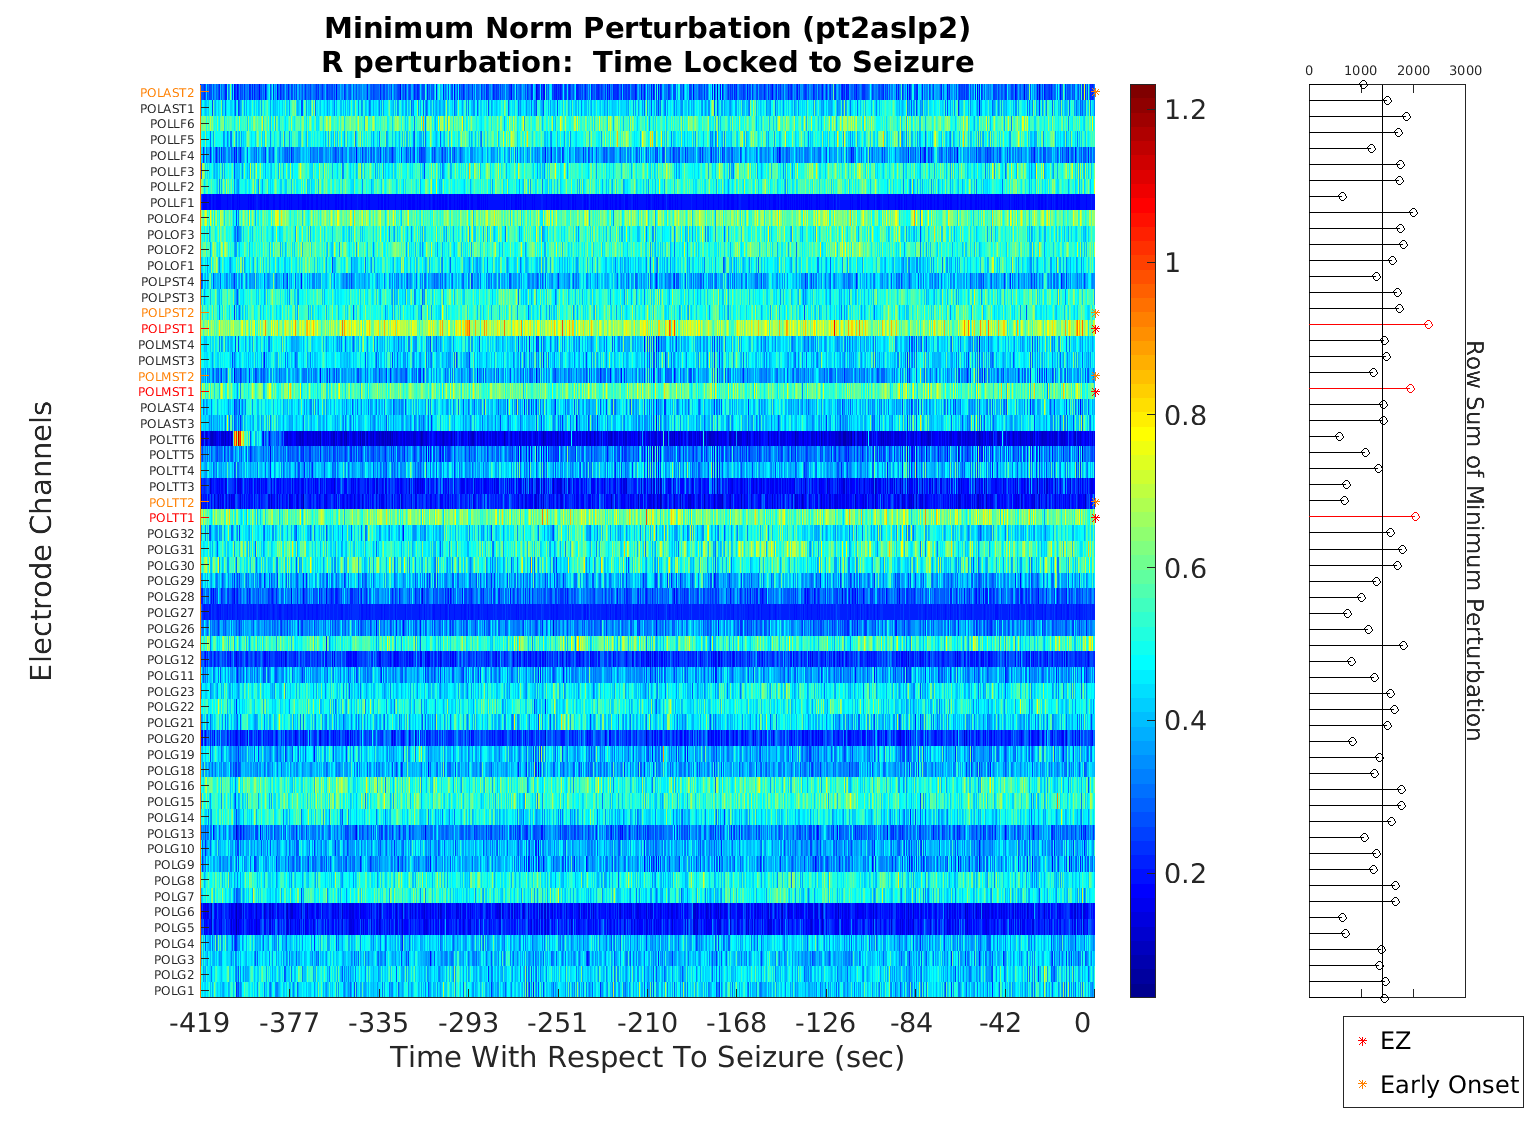 Minimum Norm Perturbation (pt2aslp2)
R perturbation: Time Locked to Seizure
Electrode Channels
POLAST2
POLAST1
POLLF6
POLLF5
POLLF4
POLLF3
POLLF2
POLLF1
POLOF4
POLOF3
POLOF2
POLOF1
POLPST4
POLPST3
POLPST2
POLPST1
POLMST4
POLMST3
POLMST2
POLMST1
POLAST4
POLAST3
POLTT6
POLTT5
POLTT4
POLTT3
POLTT2
POLTT1
POLG32
POLG31
POLG30
POLG29
POLG28
POLG27
POLG26
POLG24
POLG12
POLG11
POLG23
POLG22
POLG21
POLG20
POLG19
POLG18
POLG16
POLG15
POLG14
POLG13
POLG10
POLG9
POLG8
POLG7
POLG6
POLG5
POLG4
POLG3
POLG2
POLG1
-419 -377 -335 -293 -251 -210 -168 -126 -84 -42 0
Time With Respect To Seizure (sec)
1.2
1
0.8
0.6
0.4
0.2
0 1000 2000 3000
Row Sum of Minimum Perturbation
EZ
Early Onset